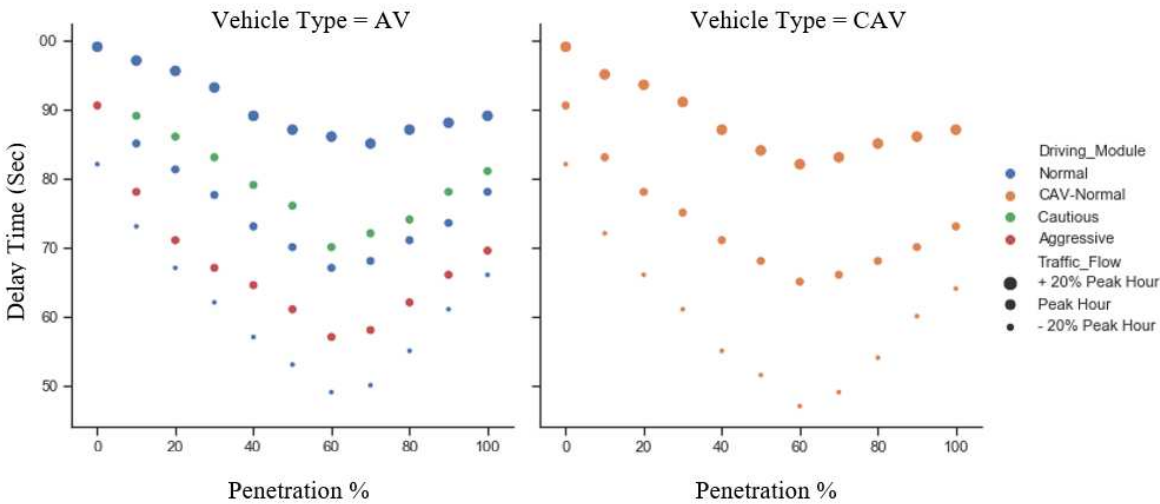 Vehicle Type = AV
Vehicle Type = CAV
Delay Time (Sec)
00
90
80
70
60
50
0 20 40 60 80 100
0 20 40 60 80 100
Penetration %
Penetration %
Driving_Module
Normal
CAV-Normal
Cautious
Aggressive
Traffic_Flow
+ 20% Peak Hour
Peak Hour
- 20% Peak Hour